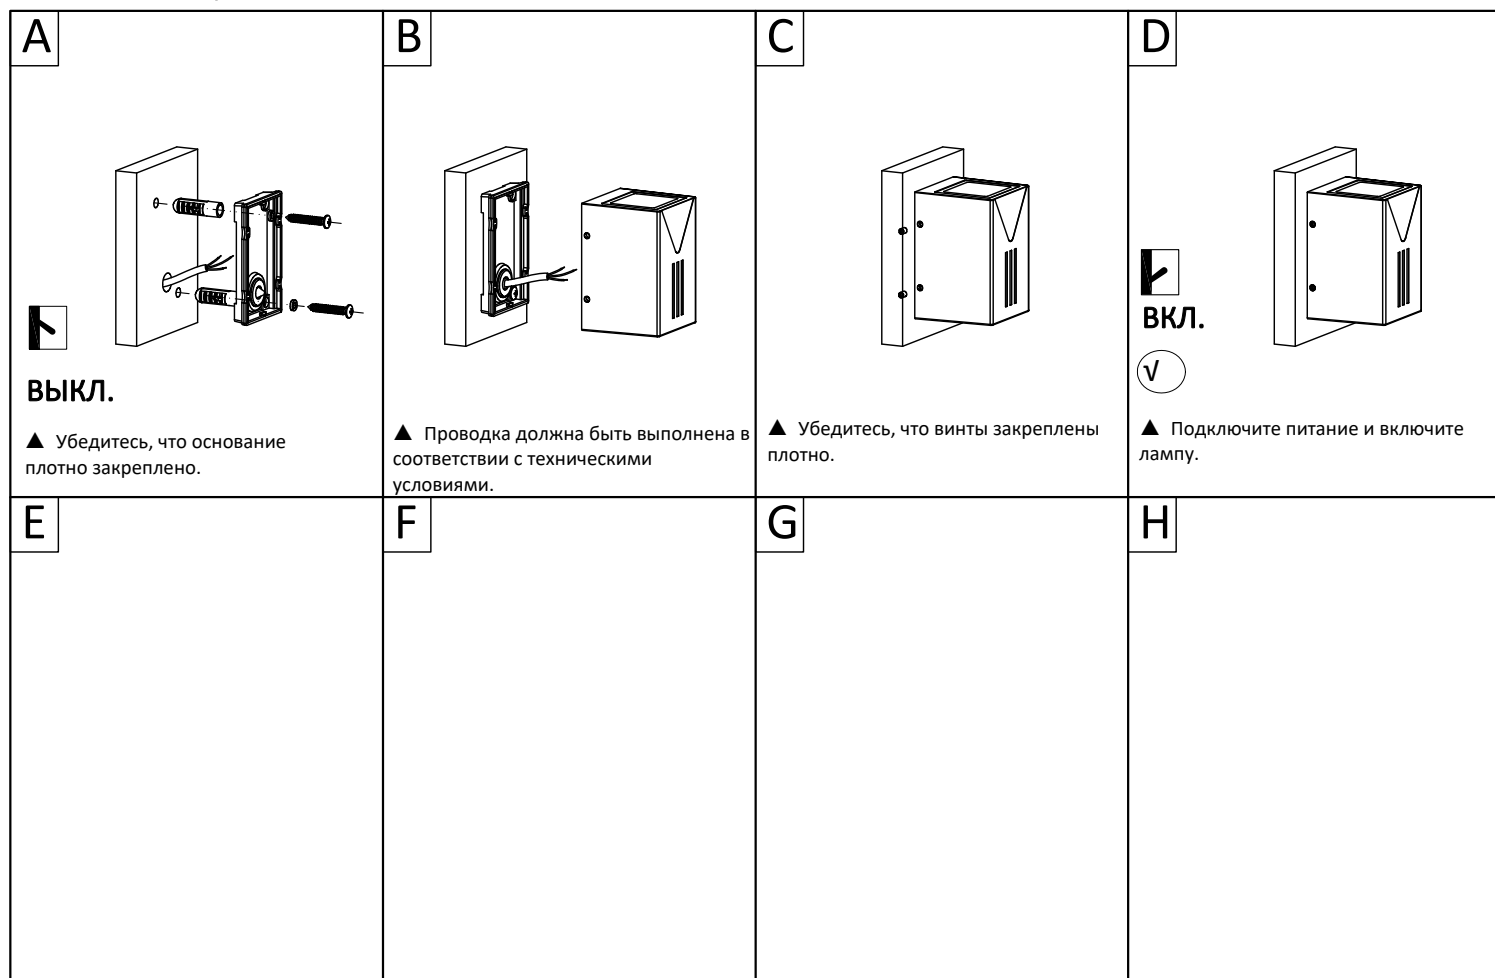 A
ВЫКЛ.
▲ Убедитесь, что основание
плотно закреплено.
B
▲ Проводка должна быть выполнена в
соответствии с техническими
условиями.
C
▲ Убедитесь, что винты закреплены
плотно.
D
ВКЛ.
√
▲ Подключите питание и включите
лампу.
E
F
G
H